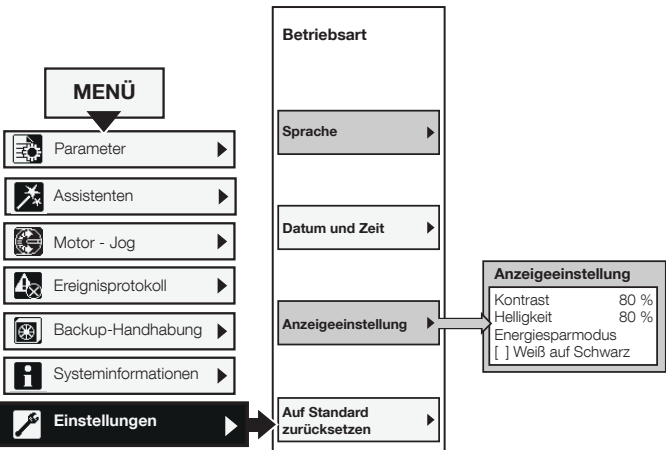 MENÜ
Parameter
Assistenten
Motor - Jog
Ereignisprotokoll
Backup-Handhabung
Systeminformationen
Einstellungen
Betriebsart
Sprache
Datum und Zeit
Anzeigeeinstellung
Auf Standard
zurücksetzen
Anzeigeeinstellung
Kontrast 80 %
Helligkeit 80 %
Energiesparmodus
[ ] Weiß auf Schwarz